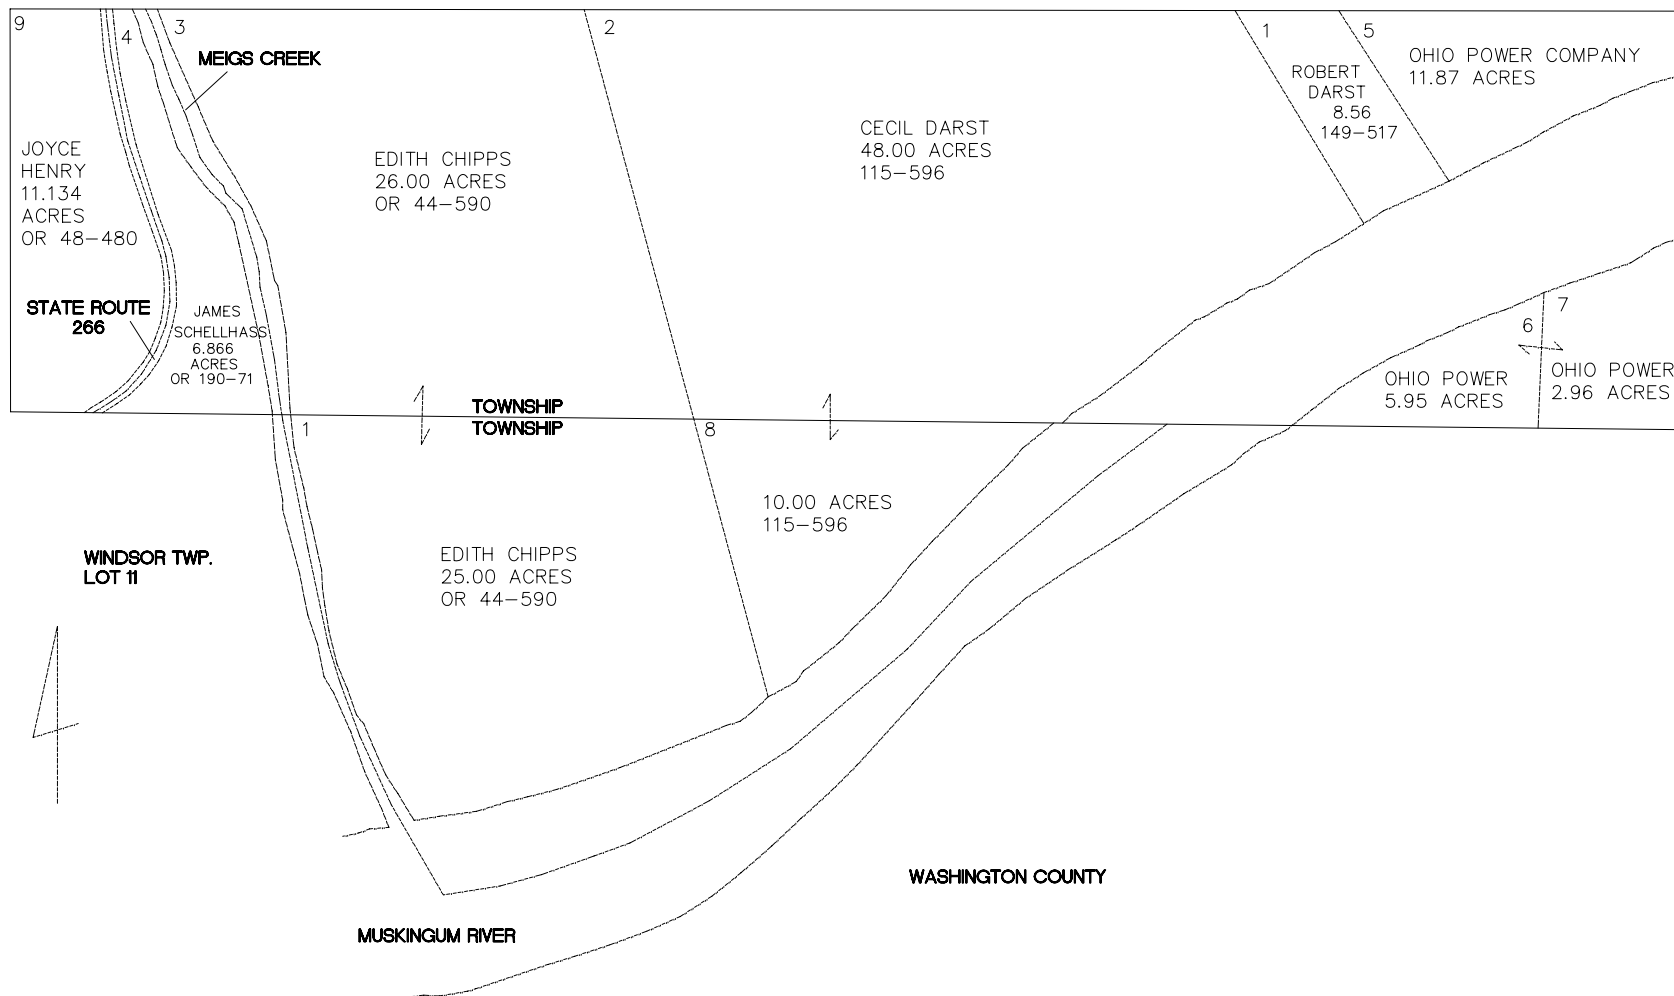 9
4
3
MEIGS CREEK
2
1
5
OHIO POWER COMPANY
11.87 ACRES
ROBERT
DARST
8.56
149-517
JOYCE
HENRY
11.134
ACRES
OR 48-480
EDITH CHIPPS
26.00 ACRES
OR 44-590
CECIL DARST
48.00 ACRES
115-596
STATE ROUTE
266
JAMES
SCHELLHASS
6.866
ACRES
OR 190-71
6
7
OHIO POWER
5.95 ACRES
OHIO POWER
2.96 ACRES
TOWNSHIP
TOWNSHIP
1
8
10.00 ACRES
115-596
WINDSOR TWP.
LOT 11
EDITH CHIPPS
25.00 ACRES
OR 44-590
WASHINGTON COUNTY
MUSKINGUM RIVER